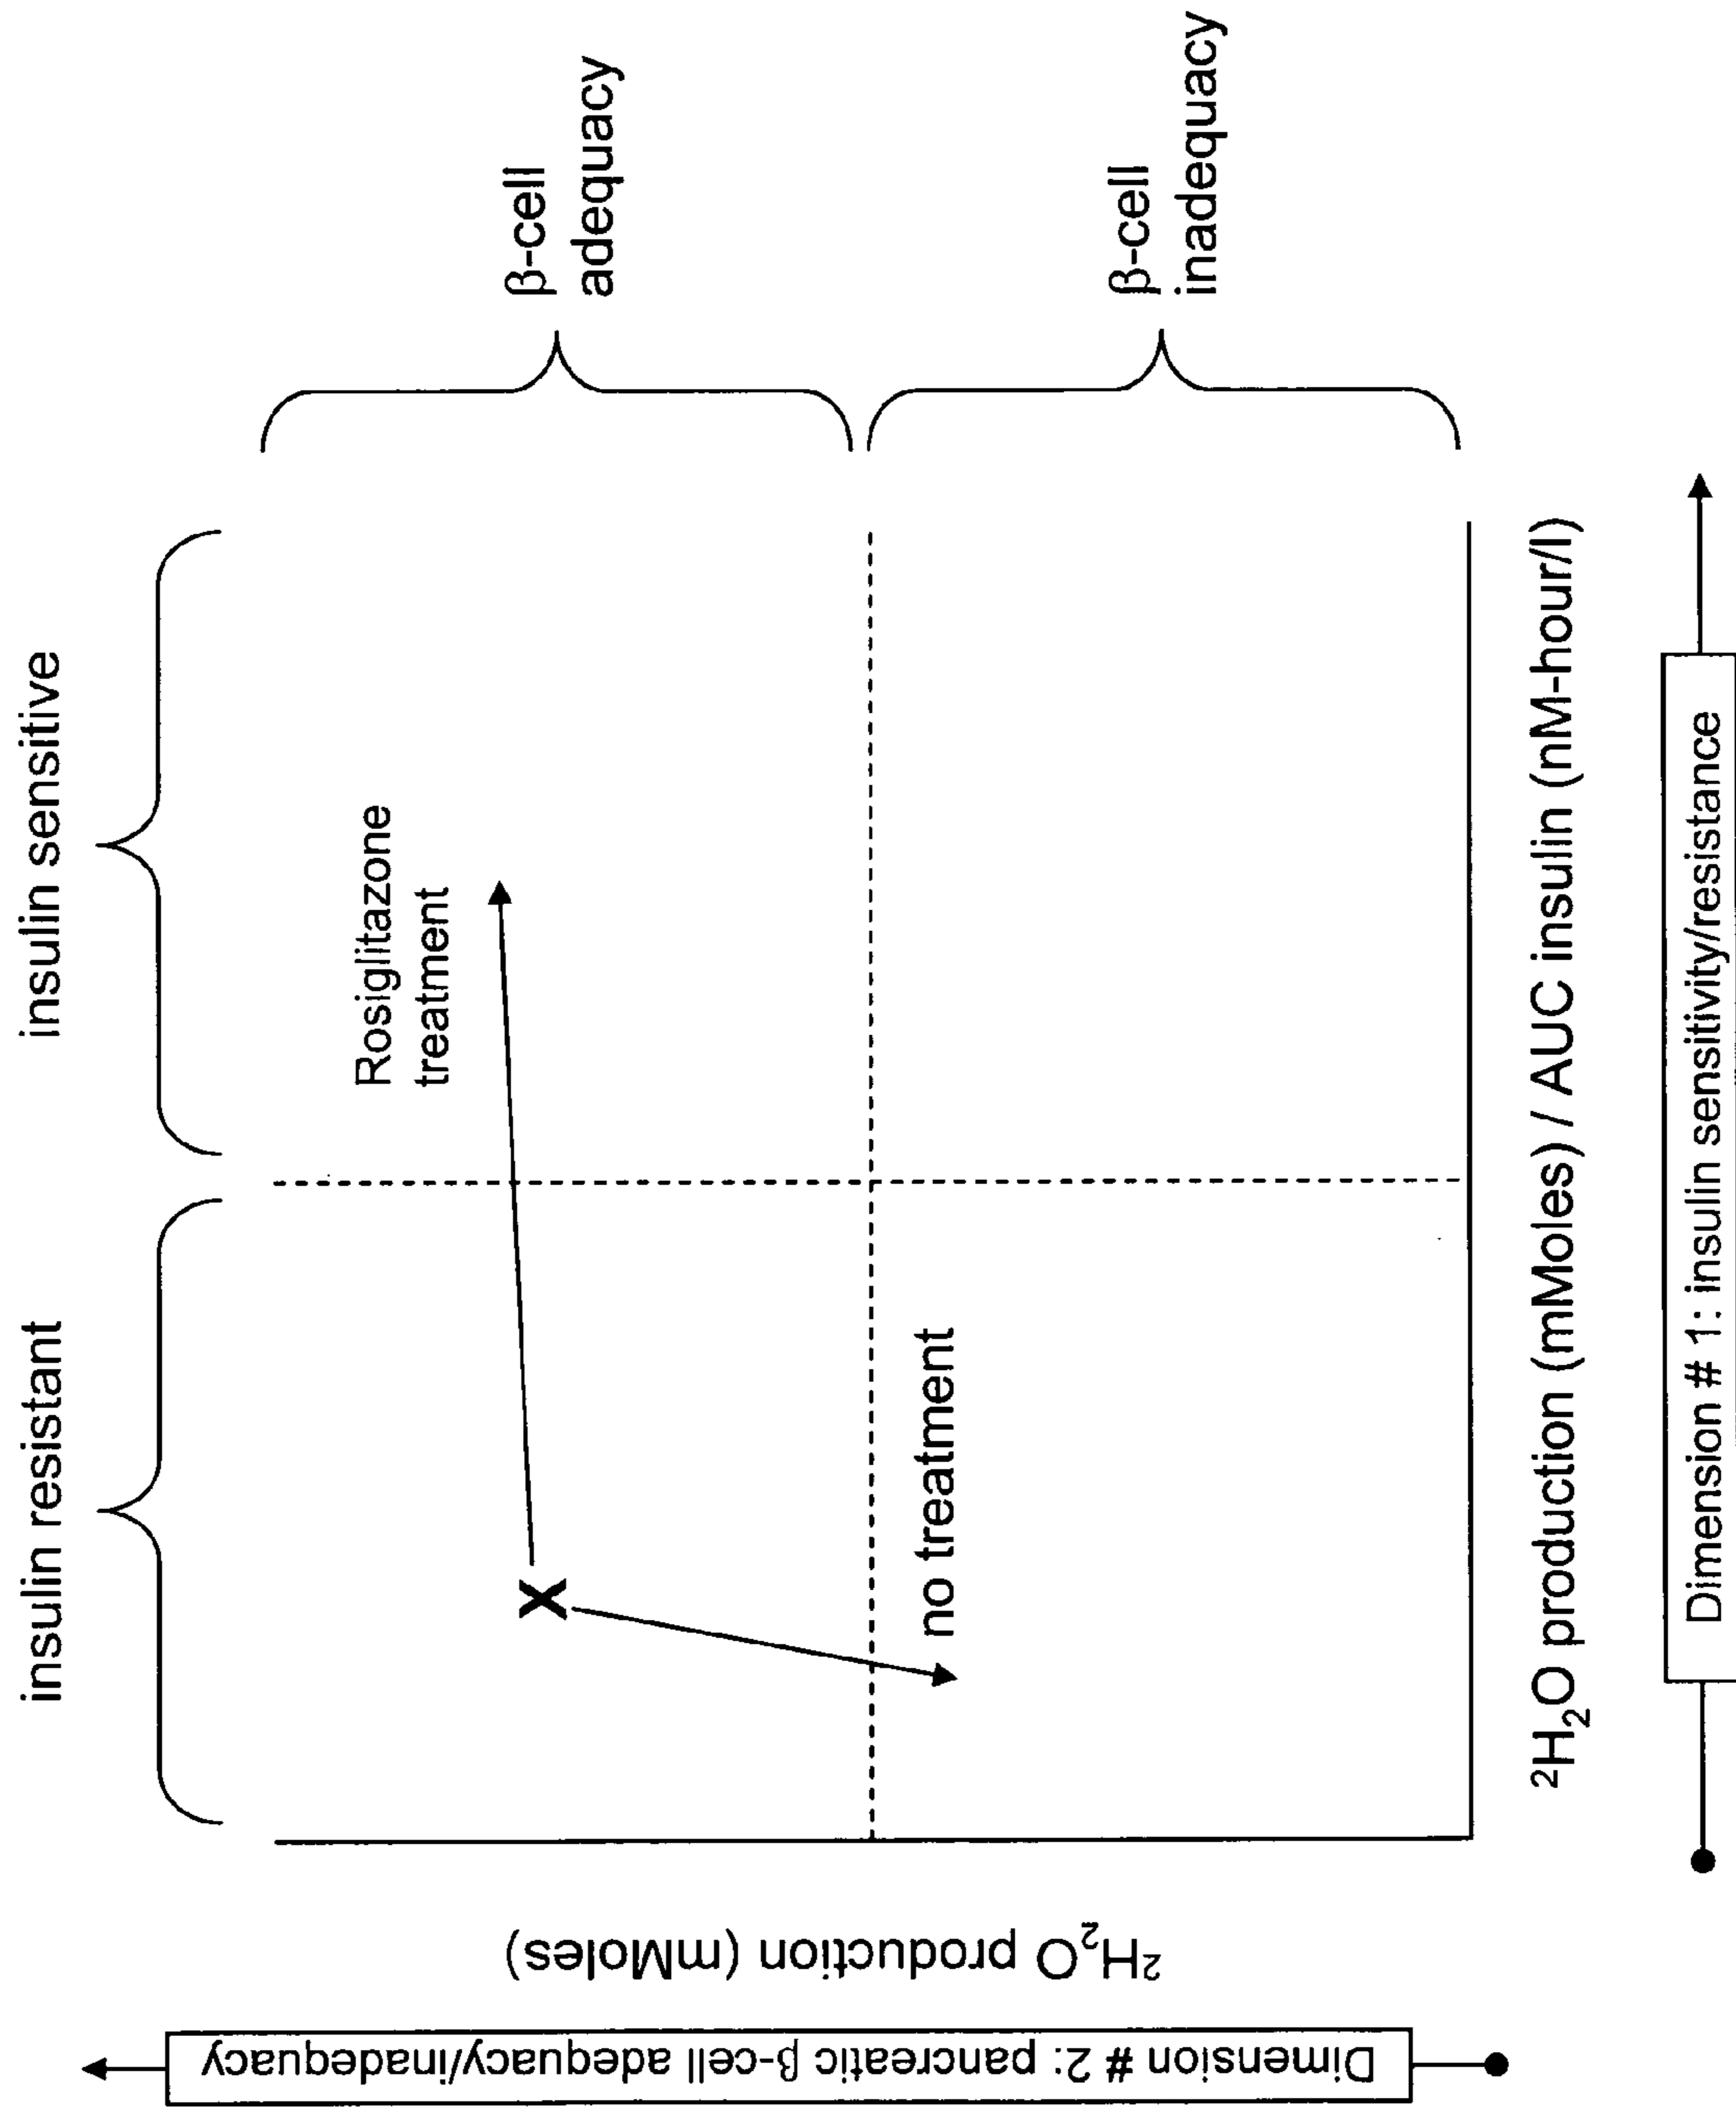 insulin resistant
insulin sensitive
Rosiglitazone
treatment
X
no treatment
β-cell
adequacy
β-cell
inadequacy
²H₂O production (mMoles)
Dimension # 2: pancreatic β-cell adequacy/inadequacy
²H₂O production (mMoles) / AUC insulin (nM-hour/l)
Dimension # 1: insulin sensitivity/resistance